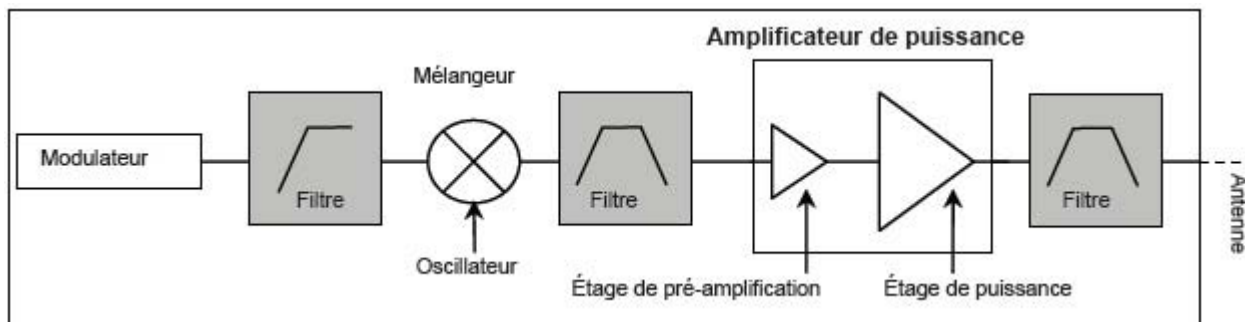 Amplificateur de puissance
Mélangeur
Modulateur
Filtre
Filtre
Filtre
Antenne
Oscillateur
Étage de pré-amplification
Étage de puissance